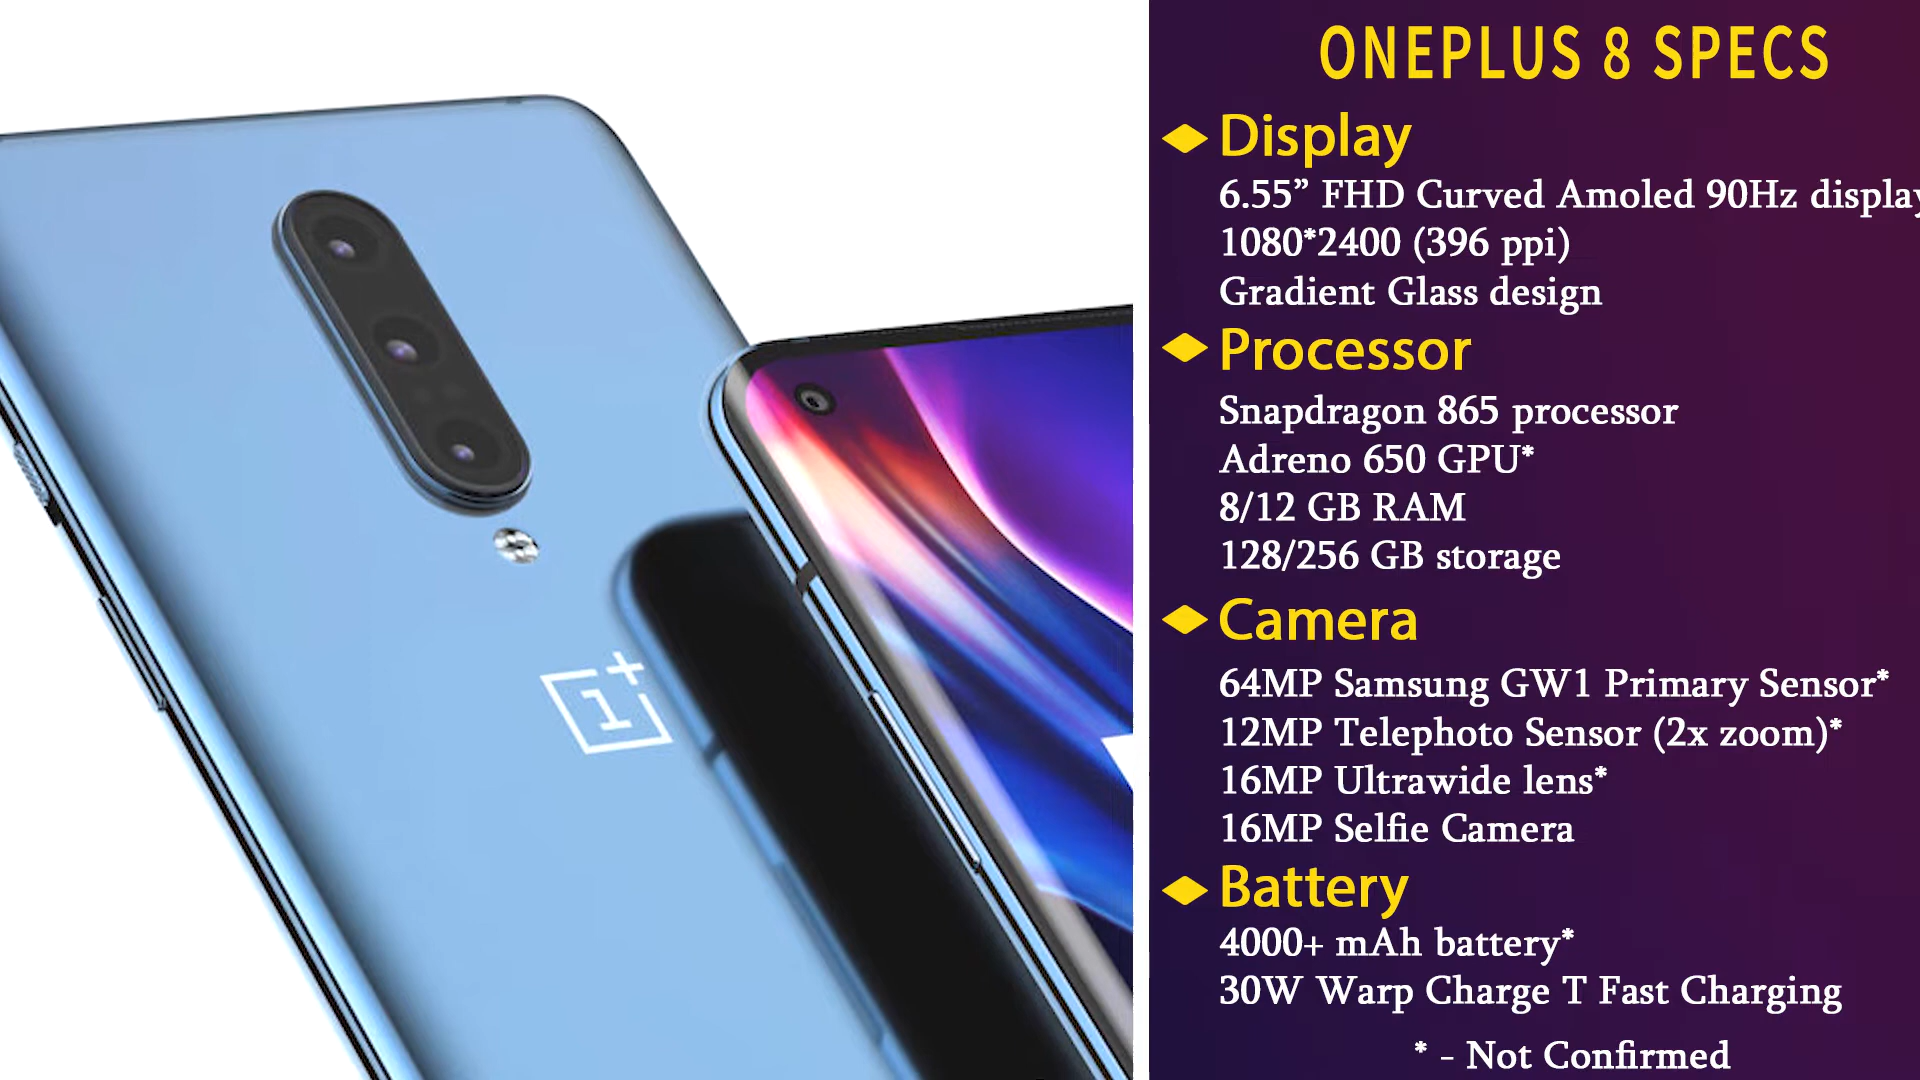 ONEPLUS 8 SPECS
Display
6.55” FHD Curved Amoled 90Hz display
1080*2400 (396 ppi)
Gradient Glass design
Processor
Snapdragon 865 processor
Adreno 650 GPU*
8/12 GB RAM
128/256 GB storage
Camera
64MP Samsung GW1 Primary Sensor*
12MP Telephoto Sensor (2x zoom)*
16MP Ultrawide lens*
16MP Selfie Camera
Battery
4000+ mAh battery*
30W Warp Charge T Fast Charging
* - Not Confirmed
1+